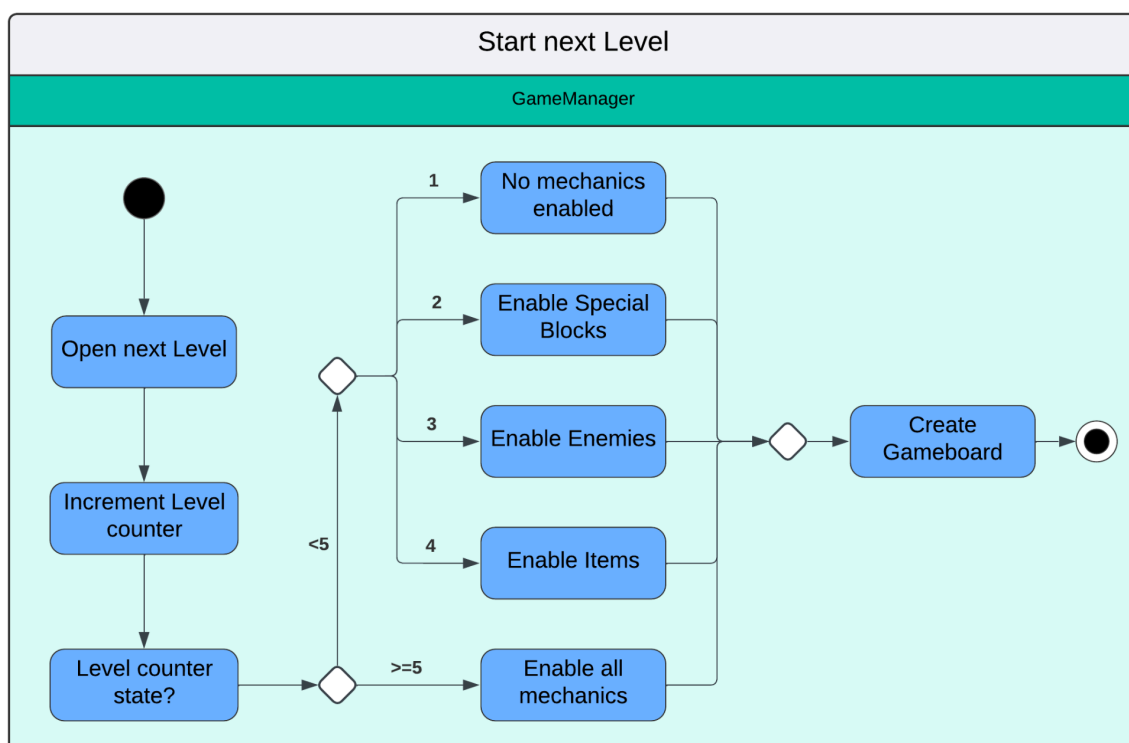 Start next Level
GameManager
1
No mechanics
enabled
2
Enable Special
Blocks
Open next Level
3
Enable Enemies
Create
Gameboard
Increment Level
counter
<5
4
Enable Items
Level counter
state?
>=5
Enable all
mechanics